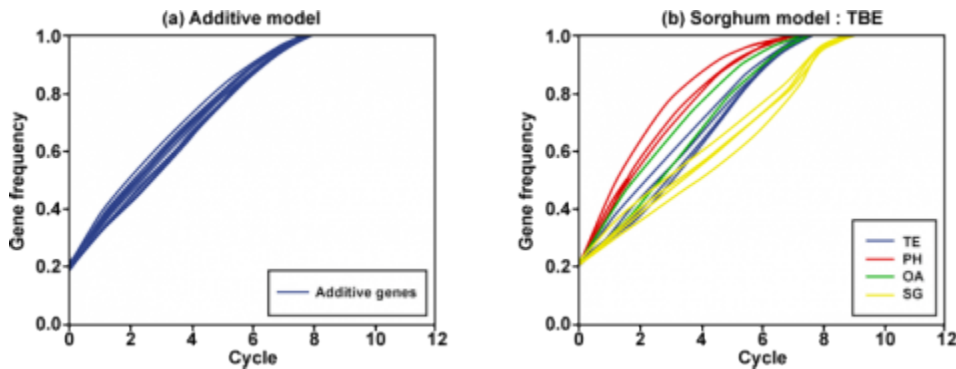 (a) Additive model
Gene frequency
1.0
0.8
0.6
0.4
0.2
0.0
0 2 4 6 8 10 12
Cycle
Additive genes
(b) Sorghum model : TBE
Gene frequency
1.0
0.8
0.6
0.4
0.2
0.0
0 2 4 6 8 10 12
Cycle
TE
PH
OA
SG